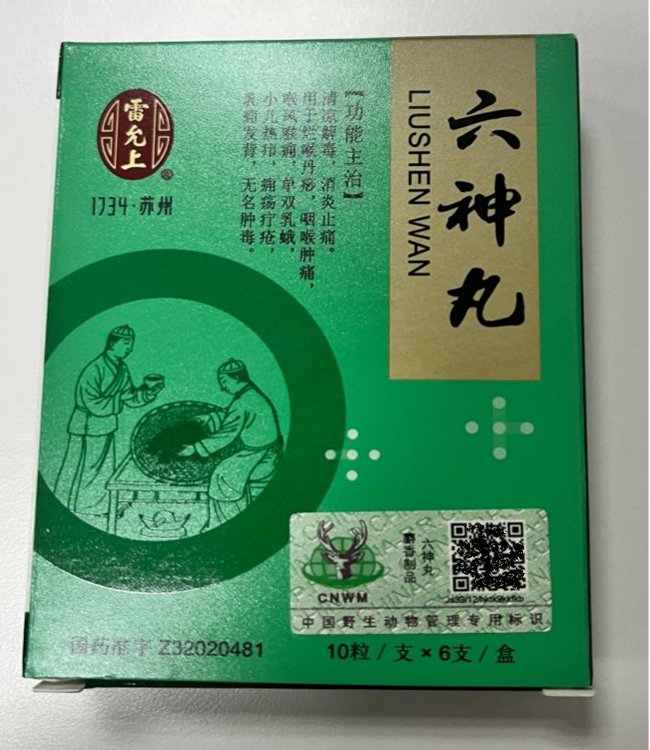 六神丸
LIUSHEN WAN
【功能主治】
清凉解毒，消炎止痛。
用于烂喉丹痧，咽喉肿痛，
喉风喉痈，单双乳蛾，
小儿热疖，痈疡疔疮，
乳痈发背，无名肿毒。
雷允上
®
1734·苏州
CNWM
六神丸
麝香制品
中国野生动物管理专用标识
国药准字 Z32020481
10粒 / 支 × 6支 / 盒